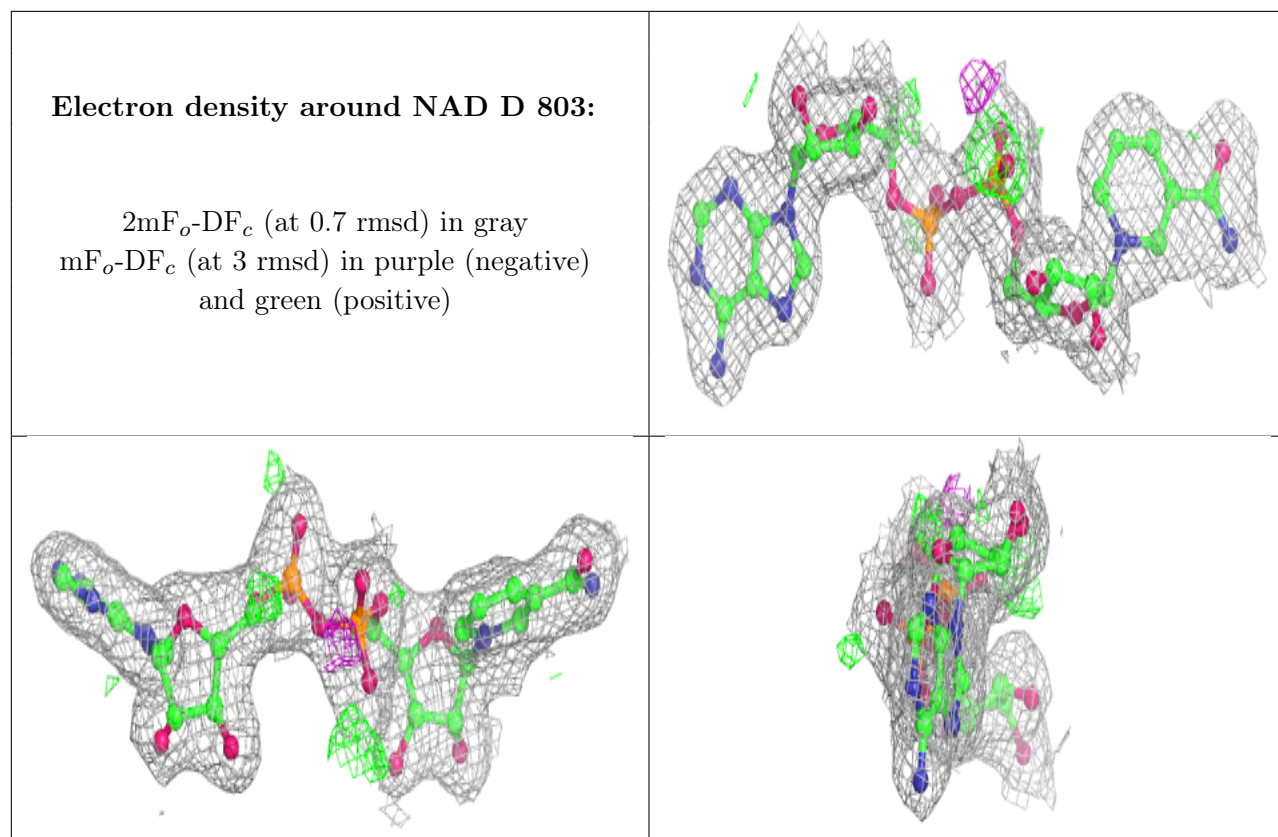 Electron density around NAD D 803:
2mFₒ-DF𝒸 (at 0.7 rmsd) in gray
mFₒ-DF𝒸 (at 3 rmsd) in purple (negative)
and green (positive)